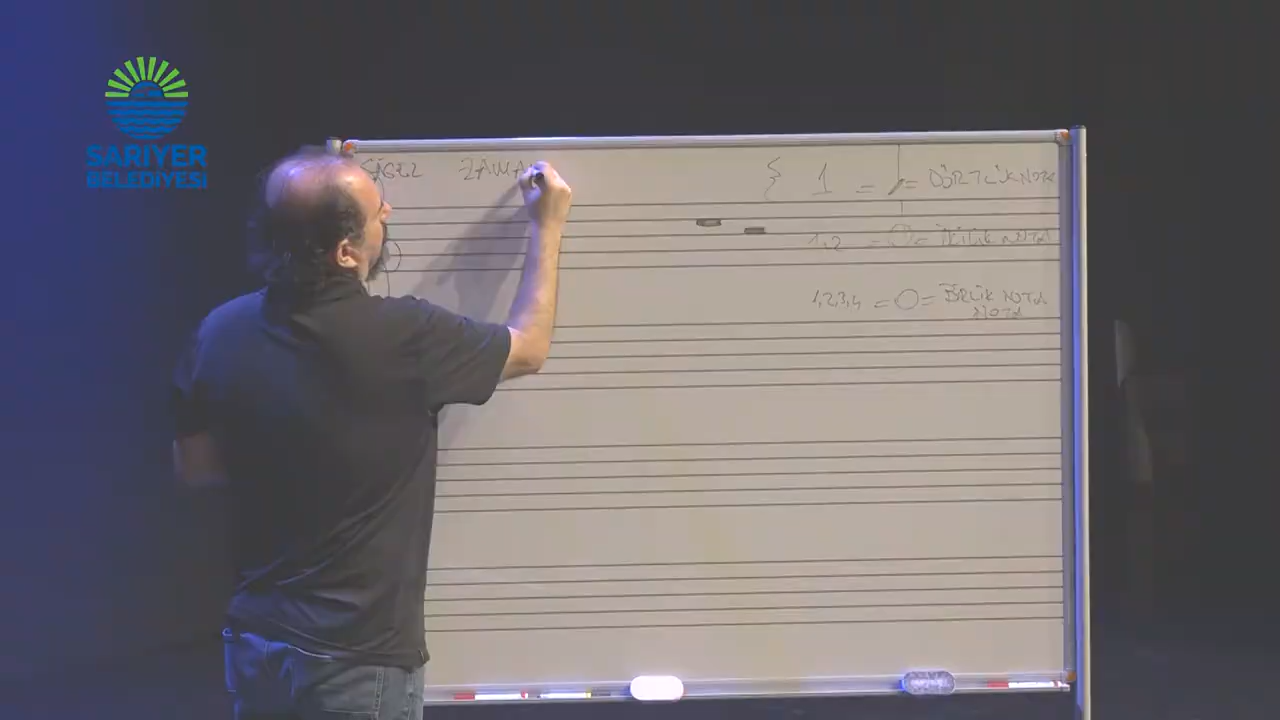 SARIYER
BELEDİYESİ
ZAMA
{ 1 = = DÖRTLÜK NOTA
1,2 = = İKİLİK NOTA
1,2,3,4 = = BİRLİK NOTA
NOTA